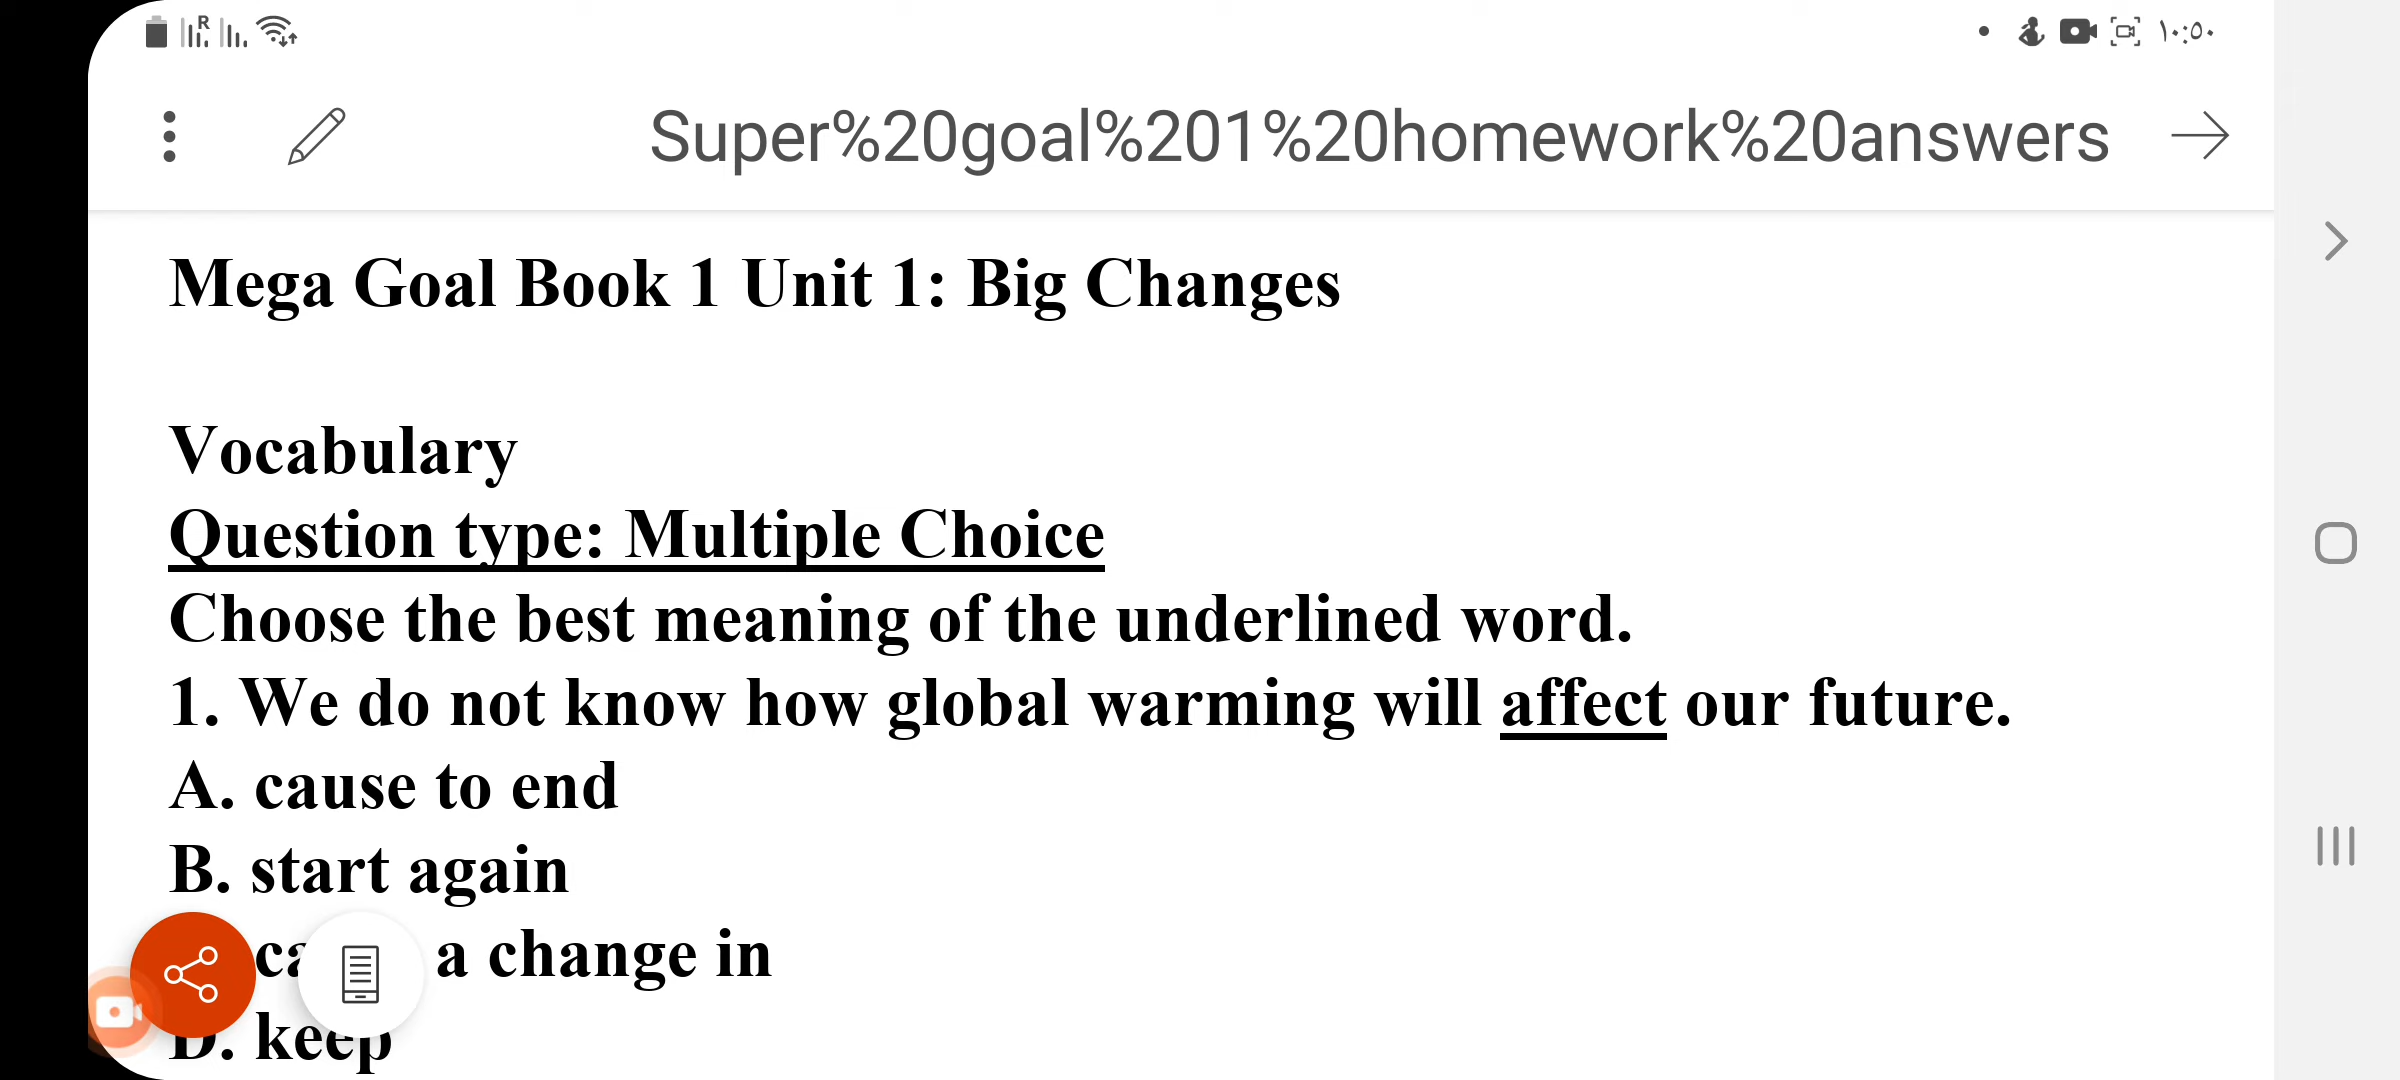 R
١٠:٥٠
Super%20goal%201%20homework%20answers
Mega Goal Book 1 Unit 1: Big Changes
Vocabulary
Question type: Multiple Choice
Choose the best meaning of the underlined word.
1. We do not know how global warming will affect our future.
A. cause to end
B. start again
a change in
D. keep